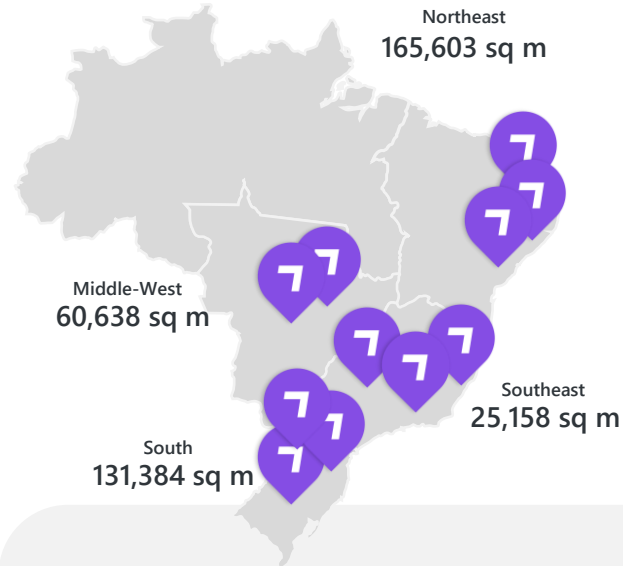 Northeast
165,603 sq m
Middle-West
60,638 sq m
Southeast
25,158 sq m
South
131,384 sq m